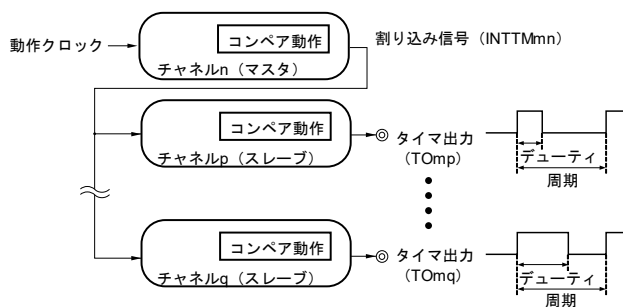 動作クロック
コンペア動作
チャネルn（マスタ）
割り込み信号（INTTMmn）
コンペア動作
チャネルp（スレーブ）
タイマ出力
（TOmp）
デューティ
周期
コンペア動作
チャネルq（スレーブ）
タイマ出力
（TOmq）
デューティ
周期